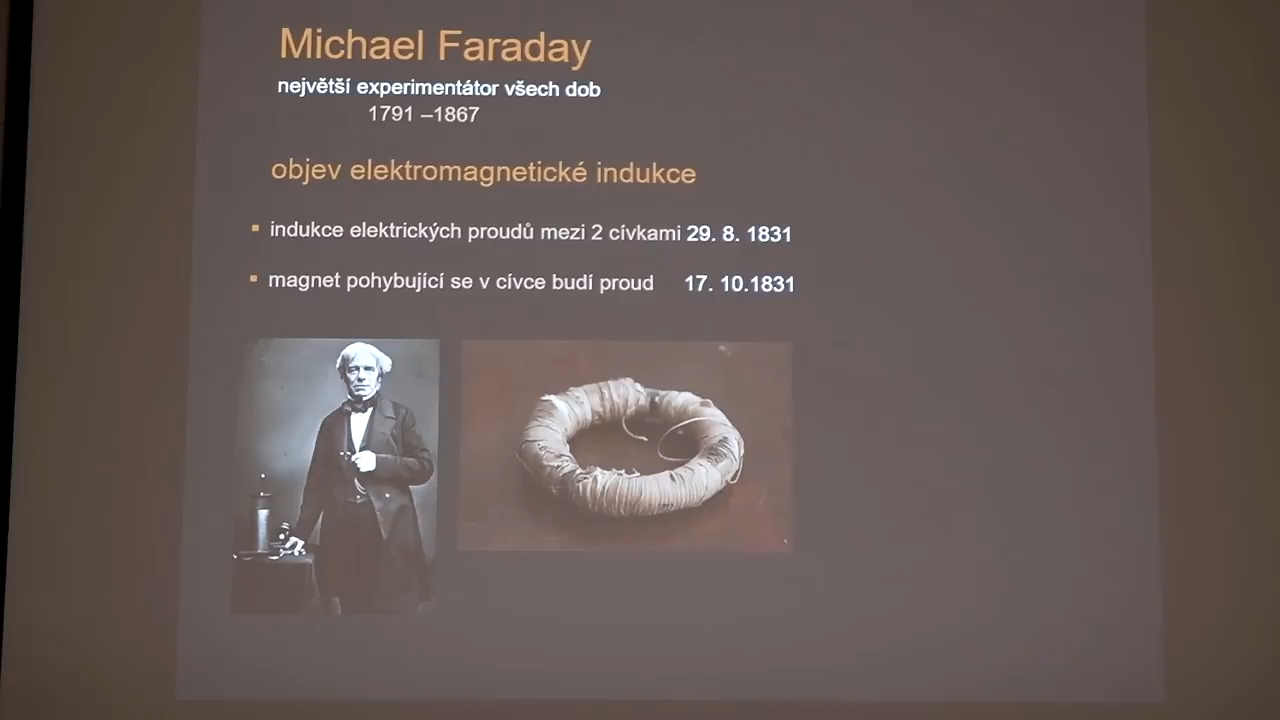 Michael Faraday
největší experimentátor všech dob
1791 –1867
objev elektromagnetické indukce
▪ indukce elektrických proudů mezi 2 cívkami 29. 8. 1831
▪ magnet pohybující se v cívce budí proud 17. 10.1831